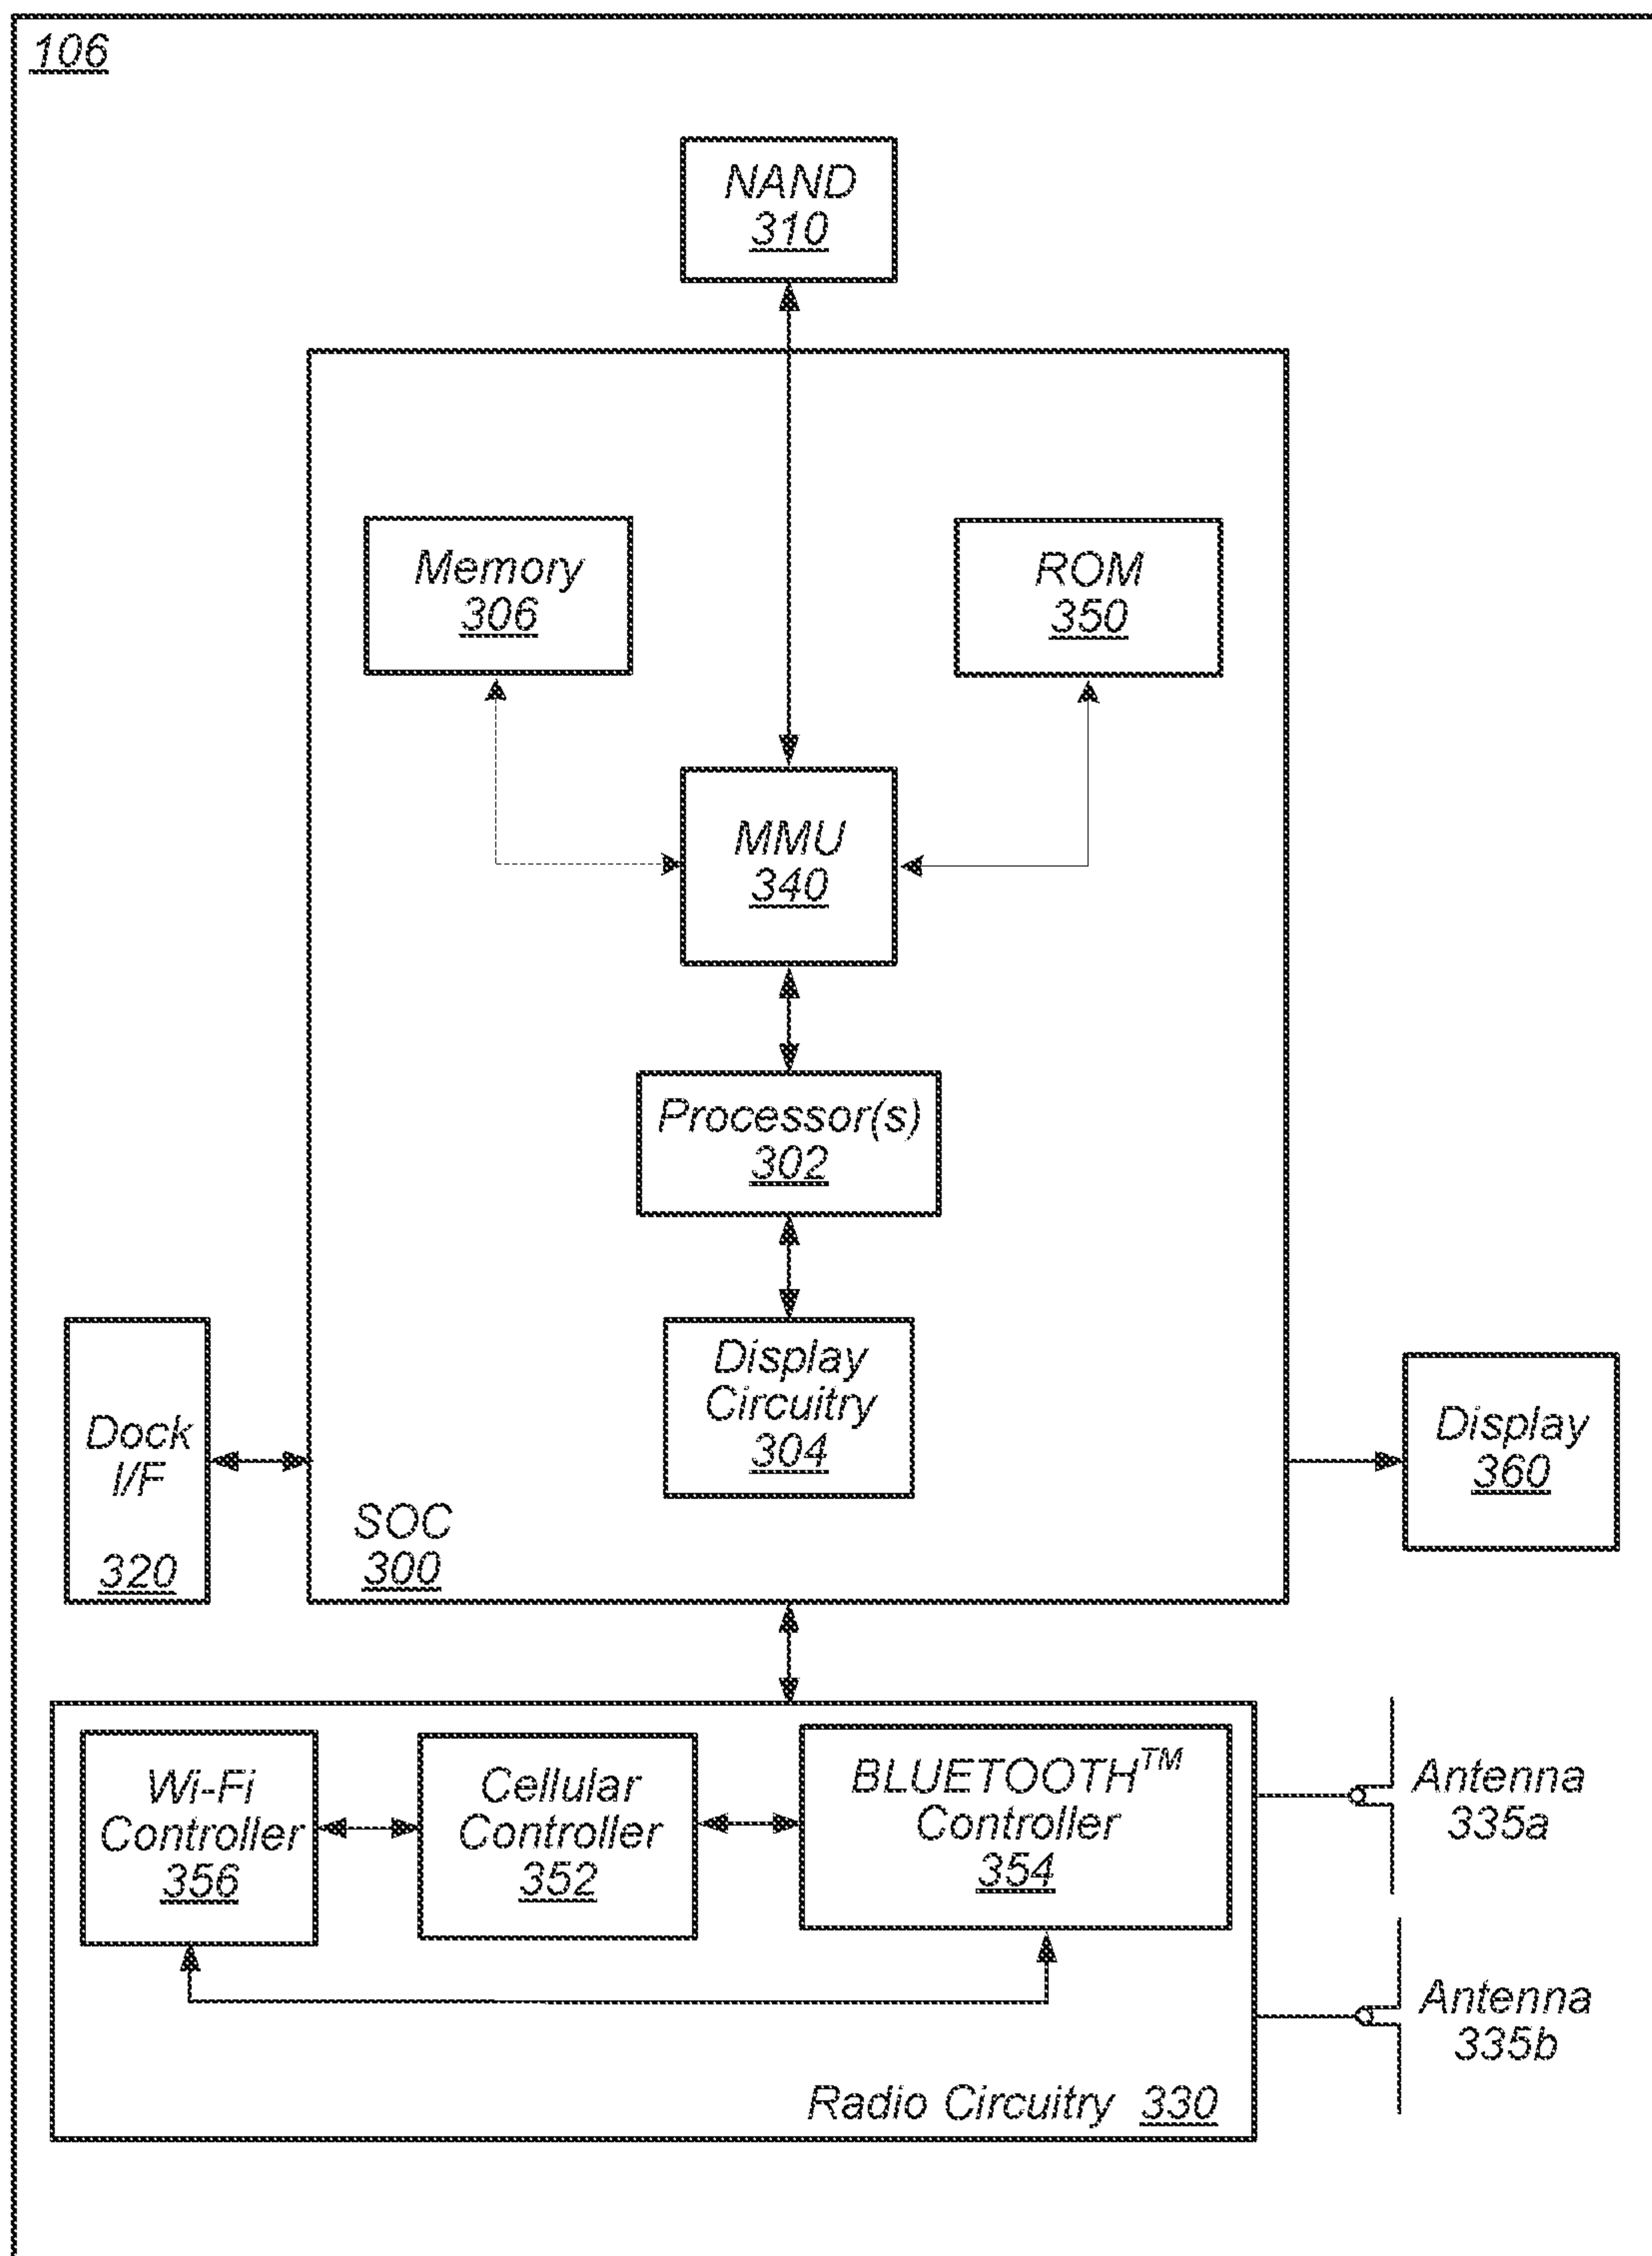 106
NAND
310
Memory
306
ROM
350
MMU
340
Processor(s)
302
Display
Circuitry
304
Dock
I/F
320
SOC
300
Display
360
Wi-Fi
Controller
356
Cellular
Controller
352
BLUETOOTH™
Controller
354
Antenna
335a
Antenna
335b
Radio Circuitry 330